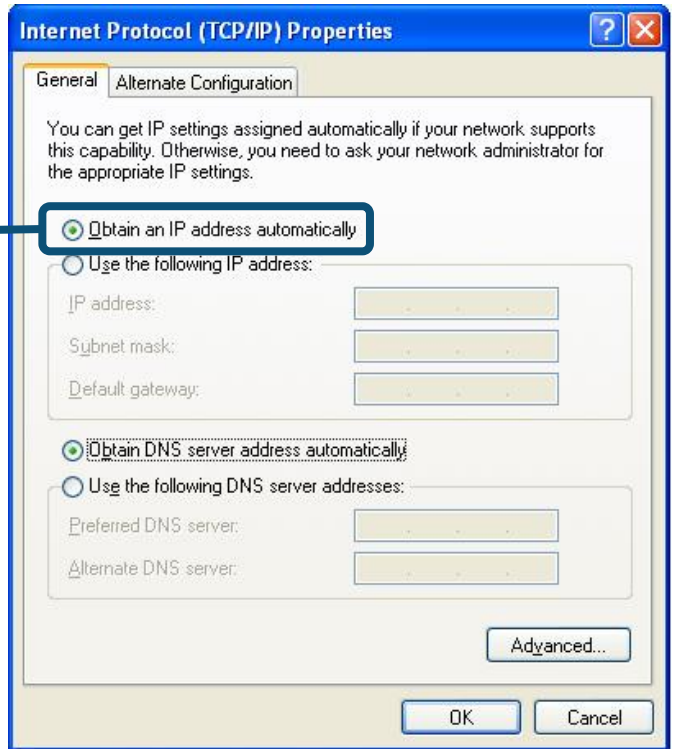 Internet Protocol (TCP/IP) Properties
General
Alternate Configuration
You can get IP settings assigned automatically if your network supports
this capability. Otherwise, you need to ask your network administrator for
the appropriate IP settings.
Obtain an IP address automatically
Use the following IP address:
IP address:
Subnet mask:
Default gateway:
Obtain DNS server address automatically
Use the following DNS server addresses:
Preferred DNS server:
Alternate DNS server:
Advanced...
OK
Cancel